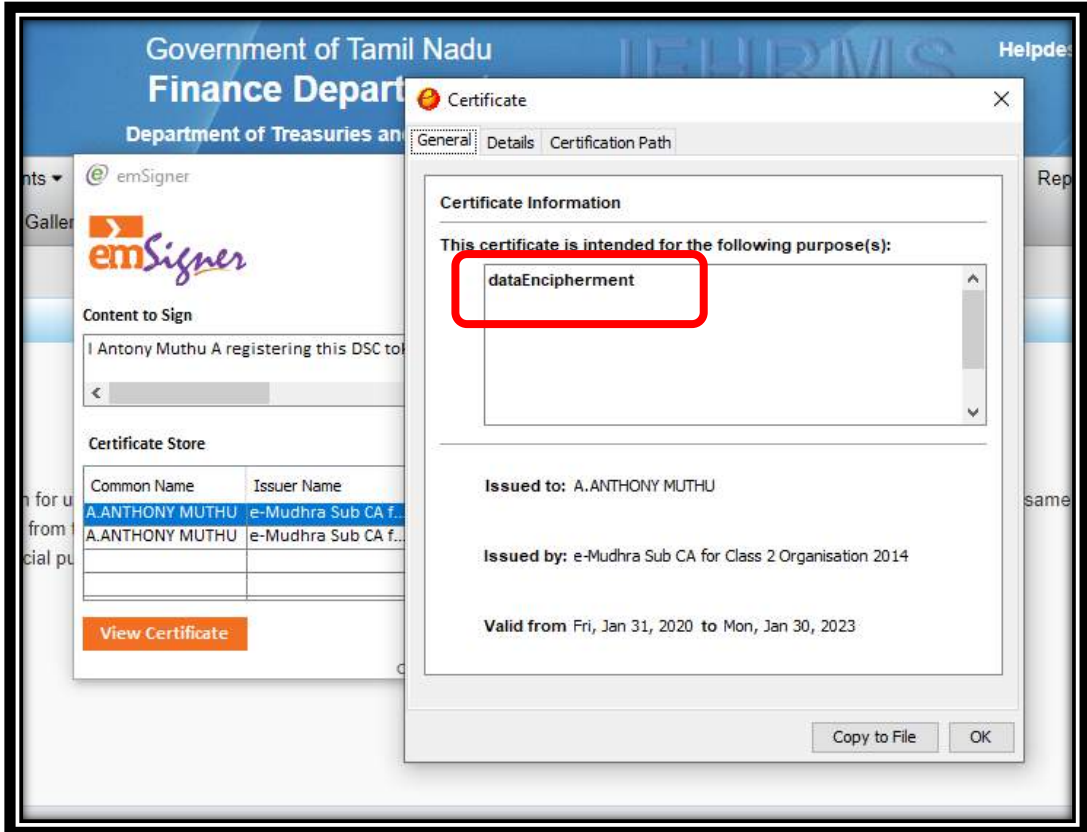 Government of Tamil Nadu
IFHRMS
Finance Depart
Department of Treasuries an
Certificate
General Details Certification Path
emSigner
Rep
Galler
emSigner
Certificate Information
This certificate is intended for the following purpose(s):
dataEncipherment
Content to Sign
I Antony Muthu A registering this DSC
Certificate Store
Common Name Issuer Name
A.ANTHONY MUTHU e-Mudhra Sub CA f...
A.ANTHONY MUTHU e-Mudhra Sub CA f...
for u
from
cial pu
same
Issued to: A.ANTHONY MUTHU
Issued by: e-Mudhra Sub CA for Class 2 Organisation 2014
View Certificate
Valid from Fri, Jan 31, 2020 to Mon, Jan 30, 2023
Copy to File OK